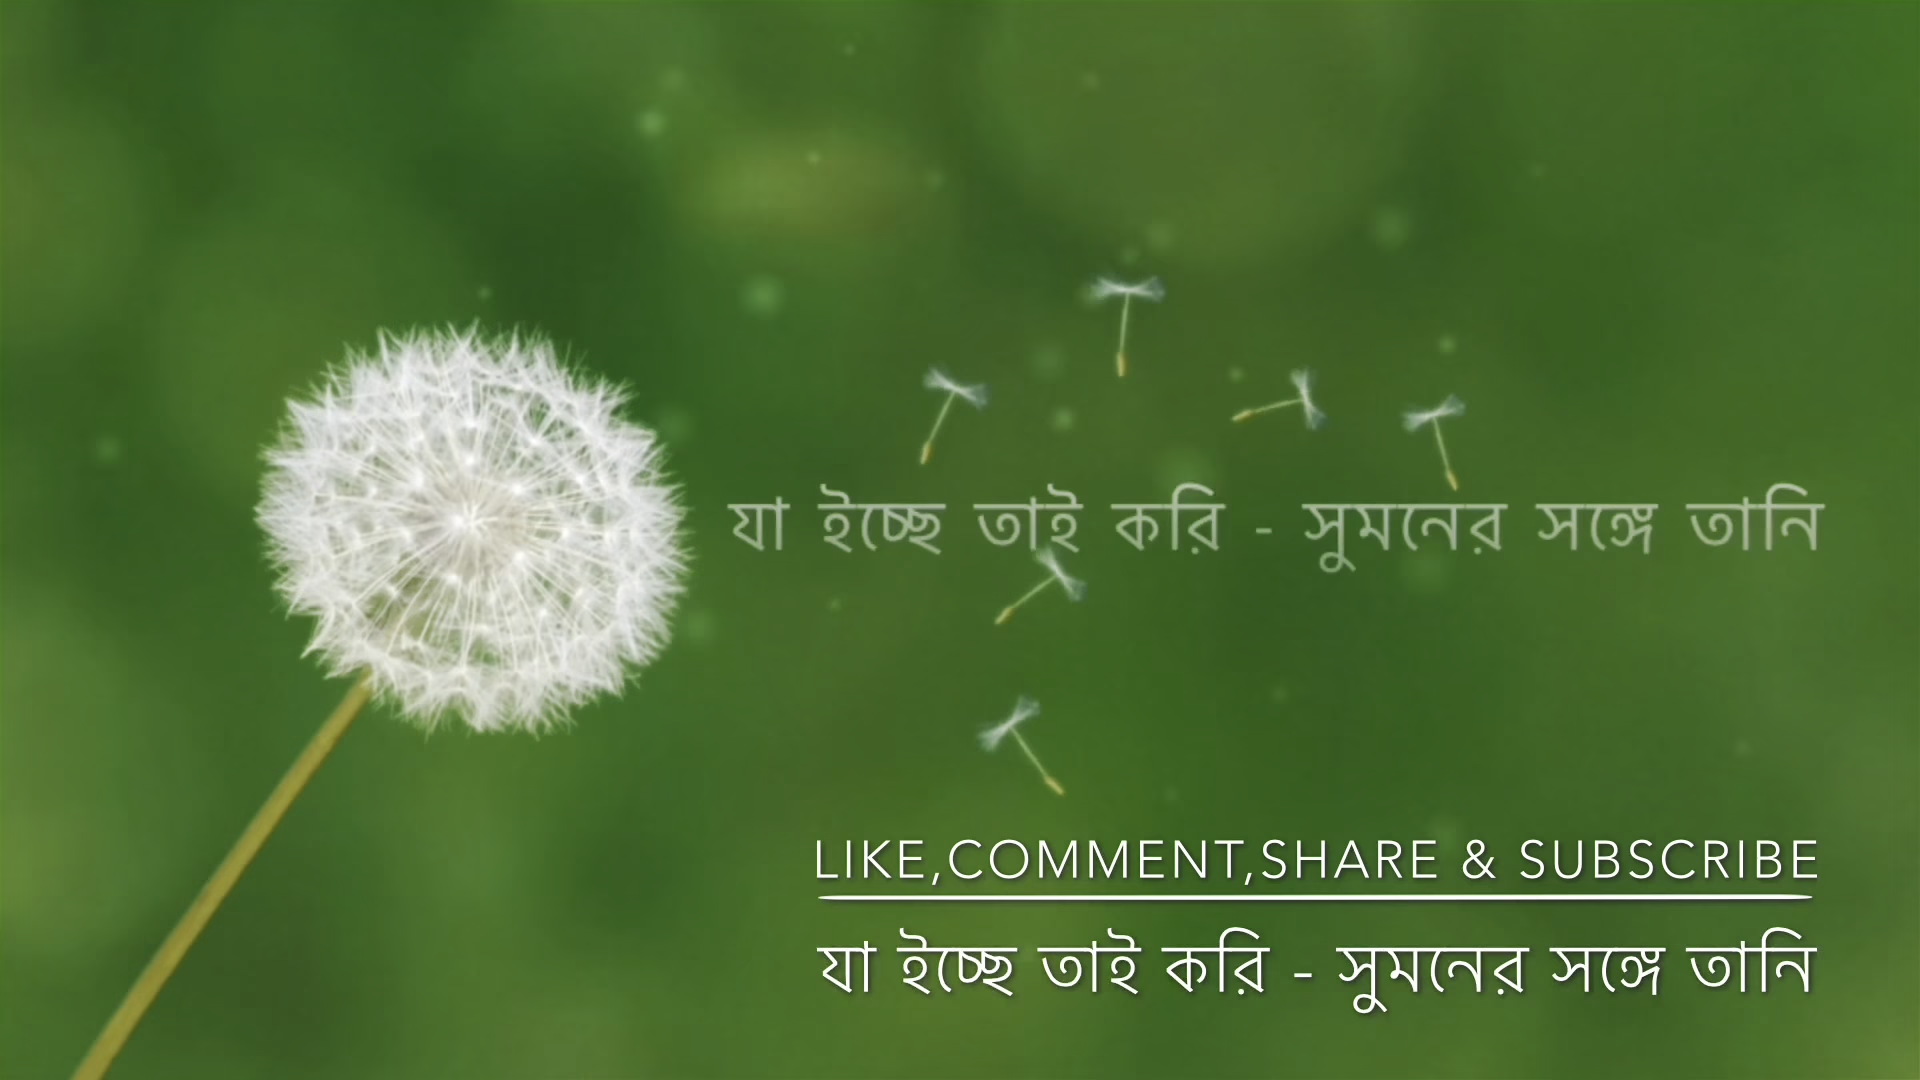 যা ইচ্ছে তাই করি - সুমনের সঙ্গে তানি
LIKE,COMMENT,SHARE & SUBSCRIBE
যা ইচ্ছে তাই করি - সুমনের সঙ্গে তানি